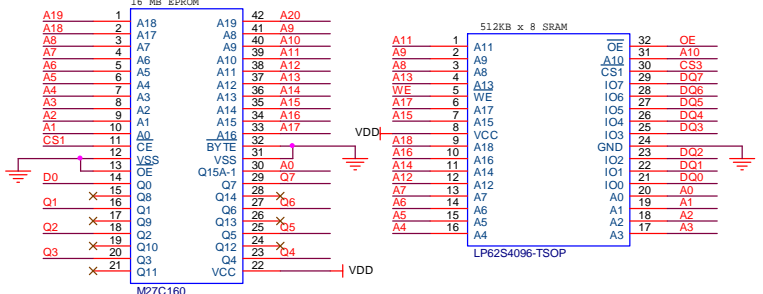 16 MB EPROM
A19 1 A18 A19 42 A20
A18 2 A17 A8 41 A9
A8 3 A7 A9 40 A10
A7 4 A6 A10 39 A11
A6 5 A5 A11 38 A12
A5 6 A4 A12 37 A13
A4 7 A3 A13 36 A14
A3 8 A2 A14 35 A15
A2 9 A1 A15 34 A16
A1 10 A0 A16 33 A17
CS1 11 CE BYTE 32
12 VSS VSS 31
13 OE Q15A-1 30 A0
D0 14 Q0 Q7 29 Q7
15 Q8 Q14 28
Q1 16 Q1 Q6 27 Q6
17 Q9 Q13 26
Q2 18 Q2 Q5 25 Q5
19 Q10 Q12 24
Q3 20 Q3 Q4 23 Q4
21 Q11 VCC 22 VDD
M27C160
512KB x 8 SRAM
A11 1 A11 OE 32 OE
A9 2 A9 A10 31 A10
A8 3 A8 CS1 30 CS3
A13 4 A13 IO7 29 DQ7
WE 5 WE IO6 28 DQ6
A17 6 A17 IO5 27 DQ5
A15 7 A15 IO4 26 DQ4
VDD 8 VCC IO3 25 DQ3
A18 9 A18 GND 24
A16 10 A16 IO2 23 DQ2
A14 11 A14 IO1 22 DQ1
A12 12 A12 IO0 21 DQ0
A7 13 A7 A0 20 A0
A6 14 A6 A1 19 A1
A5 15 A5 A2 18 A2
A4 16 A4 A3 17 A3
LP62S4096-TSOP